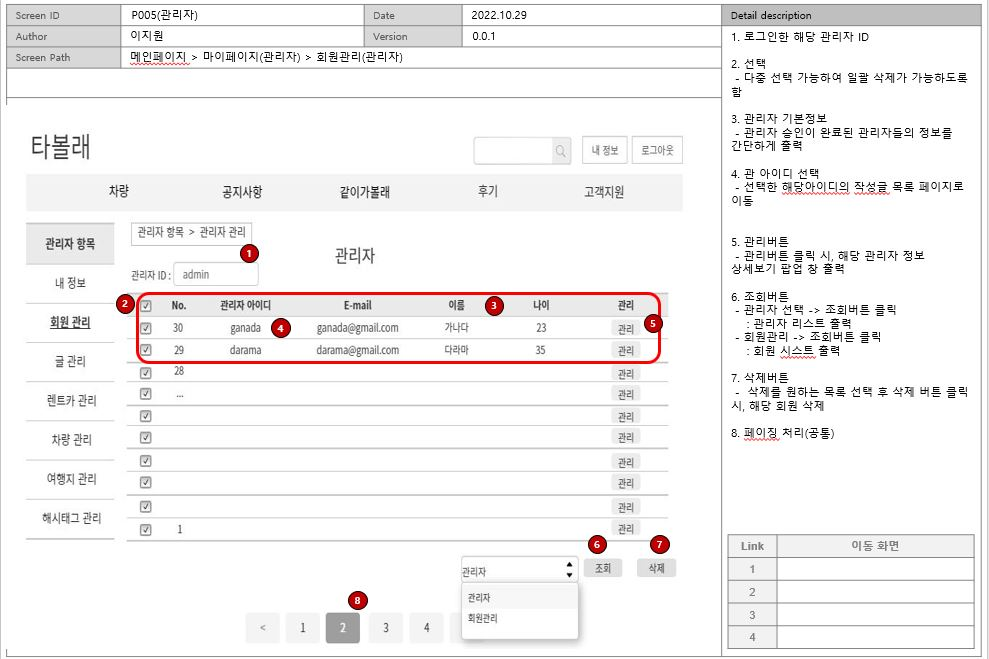 Screen ID P005(관리자) Date 2022.10.29
Author 이지원 Version 0.0.1
Screen Path 메인페이지 > 마이페이지(관리자) > 회원관리(관리자)
타볼래
내 정보 로그아웃
차량 공지사항 같이가볼래 후기 고객지원
관리자 항목
내 정보
회원 관리
글 관리
렌트카 관리
차량 관리
여행지 관리
해시태그 관리
관리자 항목 > 관리자 관리
1
관리자
관리자 ID : admin
2
No. 관리자 아이디 E-mail 이름 3 나이 관리
30 ganada 4 ganada@gmail.com 가나다 23 관리 5
29 darama darama@gmail.com 다라마 35 관리
28 관리
... 관리
관리
관리
관리
관리
관리
1 관리
6 7
관리자 조회 삭제
관리자
회원관리
8
< 1 2 3 4
Detail description
1. 로그인한 해당 관리자 ID
2. 선택
- 다중 선택 가능하여 일괄 삭제가 가능하도록
함
3. 관리자 기본정보
- 관리자 승인이 완료된 관리자들의 정보를
간단하게 출력
4. 관 아이디 선택
- 선택한 해당아이디의 작성글 목록 페이지로
이동
5. 관리버튼
- 관리버튼 클릭 시, 해당 관리자 정보
상세보기 팝업 창 출력
6. 조회버튼
- 관리자 선택 -> 조회버튼 클릭
: 관리자 리스트 출력
- 회원관리 -> 조회버튼 클릭
: 회원 시스트 출력
7. 삭제버튼
- 삭제를 원하는 목록 선택 후 삭제 버튼 클릭
시, 해당 회원 삭제
8. 페이징 처리(공통)
Link 이동 화면
1
2
3
4